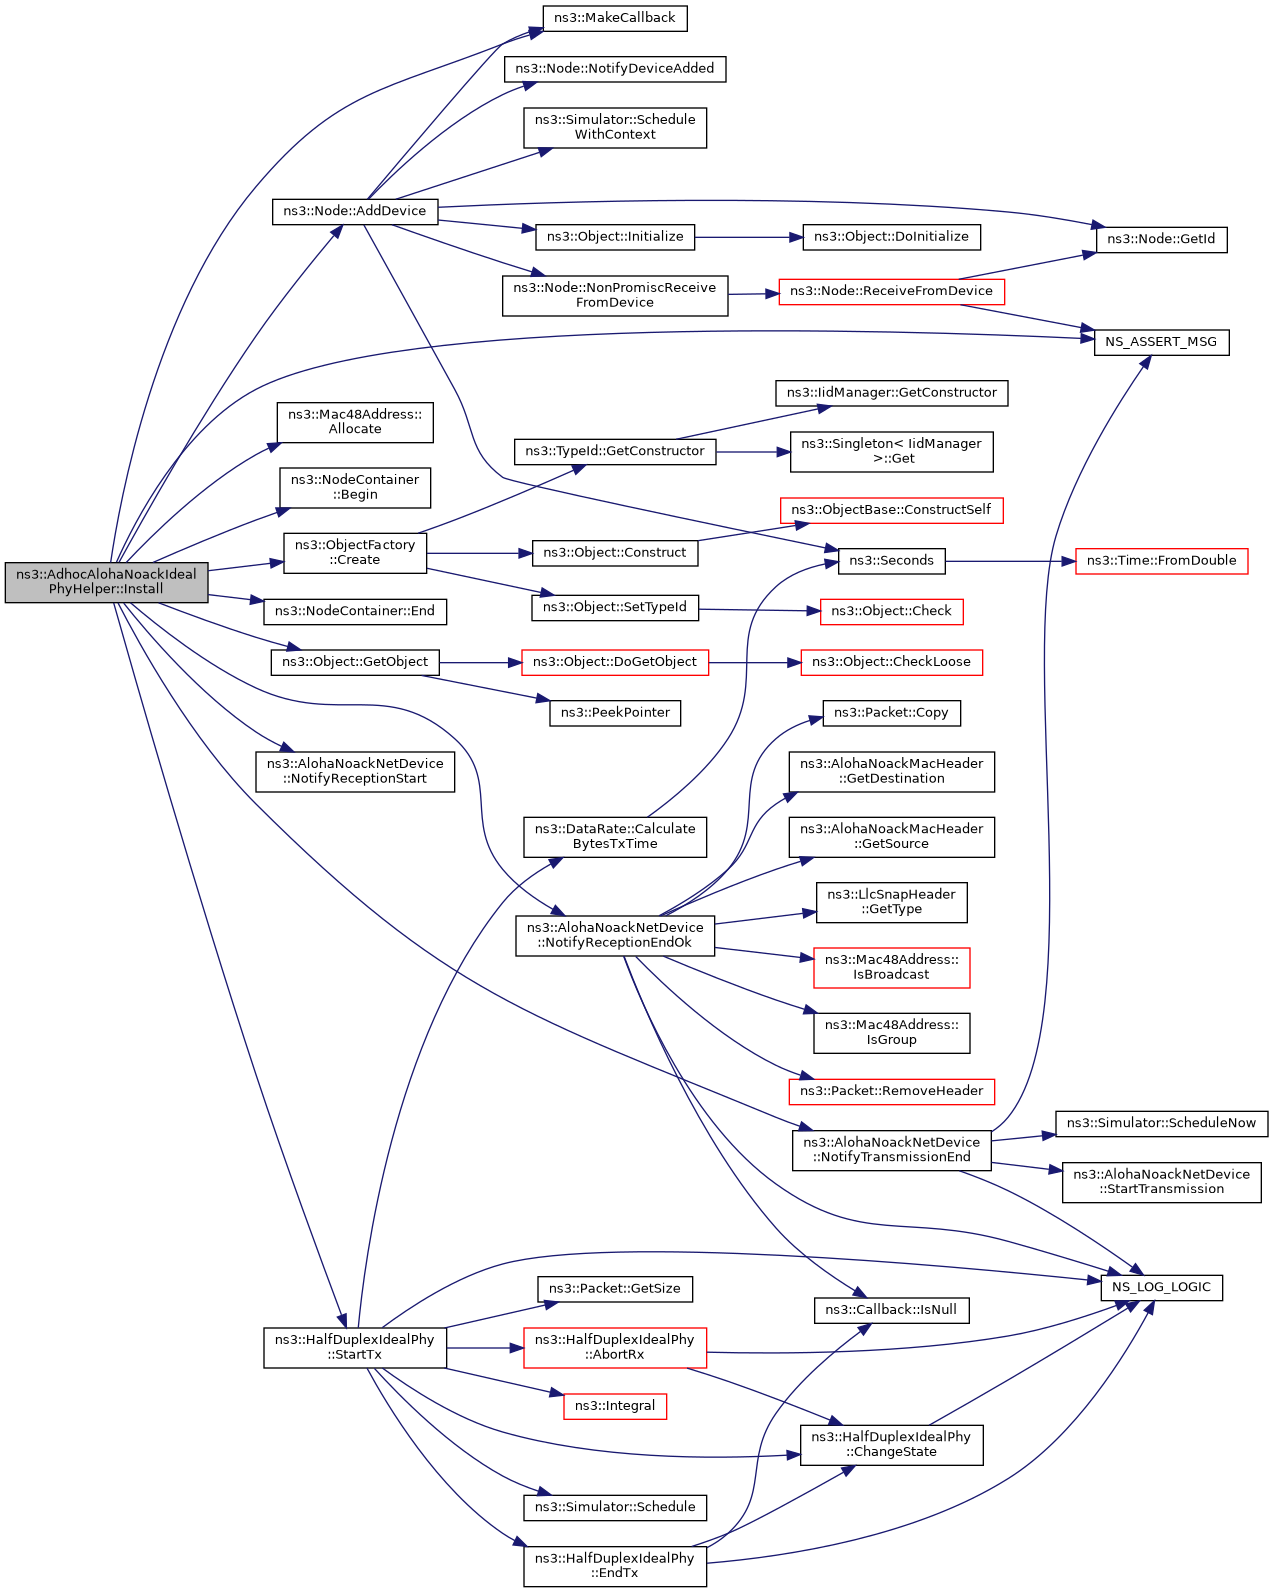 ns3::MakeCallback
ns3::Node::NotifyDeviceAdded
ns3::Simulator::Schedule
WithContext
ns3::Node::AddDevice
ns3::Object::Initialize
ns3::Object::DoInitialize
ns3::Node::GetId
ns3::Node::NonPromiscReceive
FromDevice
ns3::Node::ReceiveFromDevice
NS_ASSERT_MSG
ns3::IidManager::GetConstructor
ns3::Mac48Address::
Allocate
ns3::TypeId::GetConstructor
ns3::Singleton< IidManager
>::Get
ns3::NodeContainer
::Begin
ns3::ObjectBase::ConstructSelf
ns3::ObjectFactory
::Create
ns3::Object::Construct
ns3::Seconds
ns3::Time::FromDouble
ns3::AdhocAlohaNoackIdeal
PhyHelper::Install
ns3::NodeContainer::End
ns3::Object::SetTypeId
ns3::Object::Check
ns3::Object::GetObject
ns3::Object::DoGetObject
ns3::Object::CheckLoose
ns3::PeekPointer
ns3::Packet::Copy
ns3::AlohaNoackNetDevice
::NotifyReceptionStart
ns3::AlohaNoackMacHeader
::GetDestination
ns3::DataRate::Calculate
BytesTxTime
ns3::AlohaNoackMacHeader
::GetSource
ns3::LlcSnapHeader
::GetType
ns3::AlohaNoackNetDevice
::NotifyReceptionEndOk
ns3::Mac48Address::
IsBroadcast
ns3::Mac48Address::
IsGroup
ns3::Packet::RemoveHeader
ns3::AlohaNoackNetDevice
::NotifyTransmissionEnd
ns3::Simulator::ScheduleNow
ns3::AlohaNoackNetDevice
::StartTransmission
NS_LOG_LOGIC
ns3::Packet::GetSize
ns3::Callback::IsNull
ns3::HalfDuplexIdealPhy
::StartTx
ns3::HalfDuplexIdealPhy
::AbortRx
ns3::Integral
ns3::HalfDuplexIdealPhy
::ChangeState
ns3::Simulator::Schedule
ns3::HalfDuplexIdealPhy
::EndTx